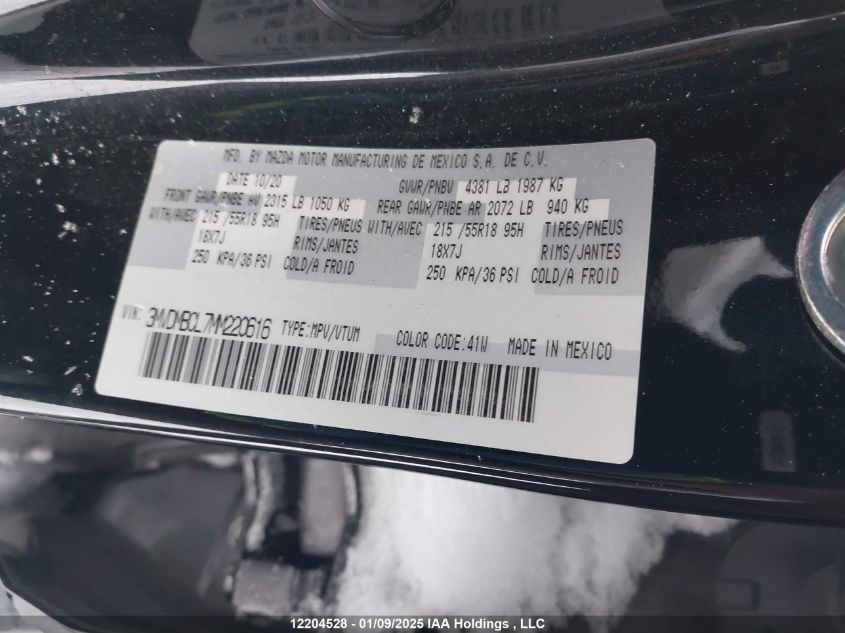 MFD. BY MAZDA MOTOR MANUFACTURING DE MEXICO S.A. DE C.V.
DATE 10/20 GVWR/PNBV 4381 LB 1987 KG
FRONT GAWR/PNBE AV 2315 LB 1050 KG REAR GAWR/PNBE AR 2072 LB 940 KG
WITH/AVEC 215 /55R18 95H TIRES/PNEUS WITH/AVEC 215 /55R18 95H TIRES/PNEUS
18X7J RIMS/JANTES 18X7J RIMS/JANTES
250 KPA/36 PSI COLD/A FROID 250 KPA/36 PSI COLD/A FROID
VIN: 3MVDMBCL7MM220616 TYPE:MPV/VTUM COLOR CODE:41W MADE IN MEXICO
12204528 - 01/09/2025 IAA Holdings , LLC